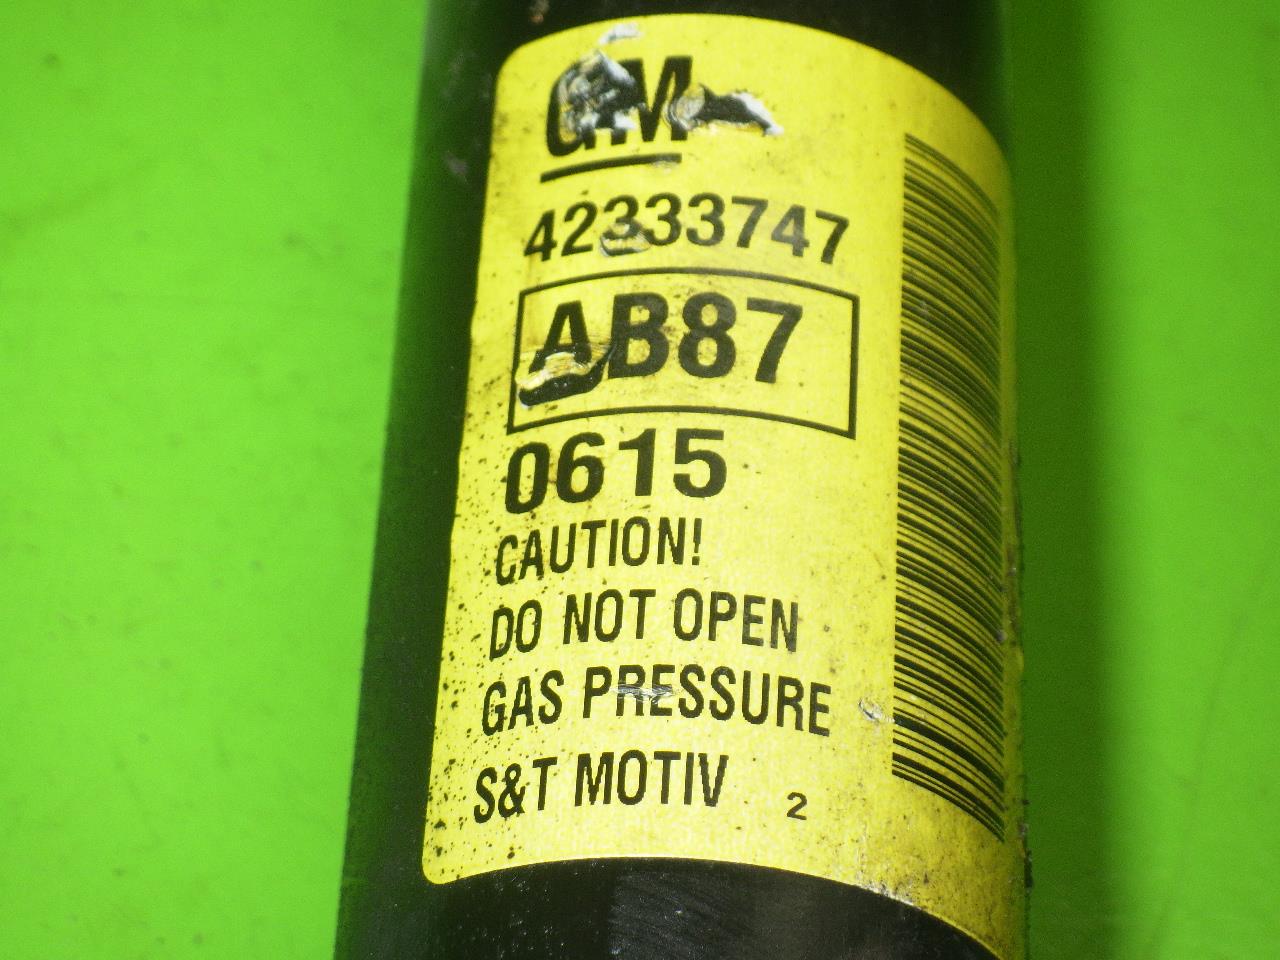 GM
42333747
AB87
0615
CAUTION!
DO NOT OPEN
GAS PRESSURE
S&T MOTIV 2